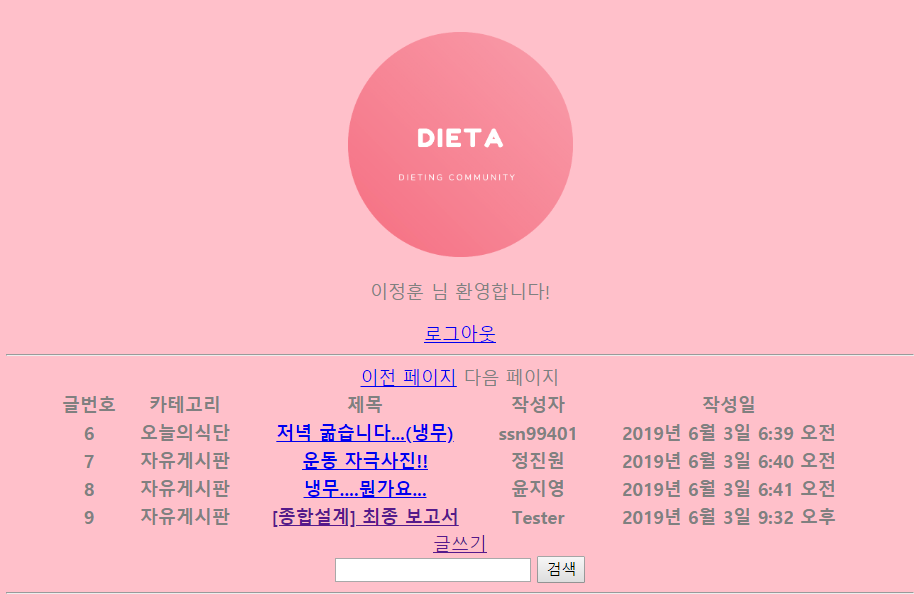 DIETA
DIETING COMMUNITY
이정훈 님 환영합니다!
로그아웃
이전 페이지 다음 페이지
글번호 카테고리 제목 작성자 작성일
6 오늘의식단 저녁 굶습니다...(냉무) ssn99401 2019년 6월 3일 6:39 오전
7 자유게시판 운동 자극사진!! 정진원 2019년 6월 3일 6:40 오전
8 자유게시판 냉무....뭔가요... 윤지영 2019년 6월 3일 6:41 오전
9 자유게시판 [종합설계] 최종 보고서 Tester 2019년 6월 3일 9:32 오후
글쓰기
검색